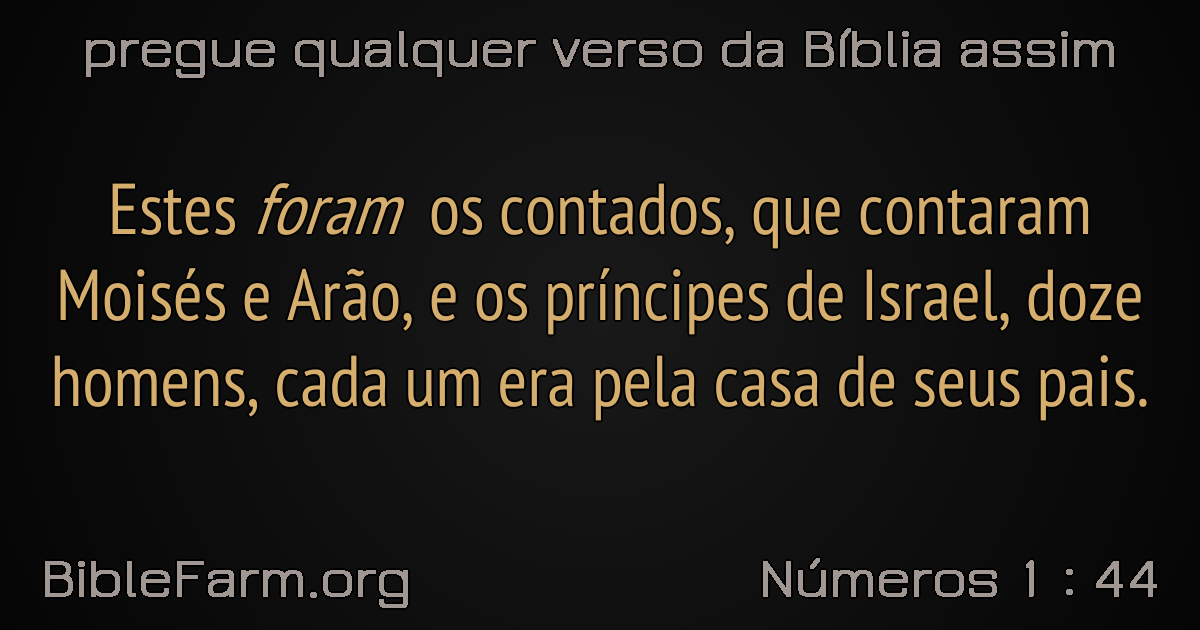 pregue qualquer verso da Bíblia assim
Estes foram os contados, que contaram
Moisés e Arão, e os príncipes de Israel, doze
homens, cada um era pela casa de seus pais.
BibleFarm.org
Números 1 : 44